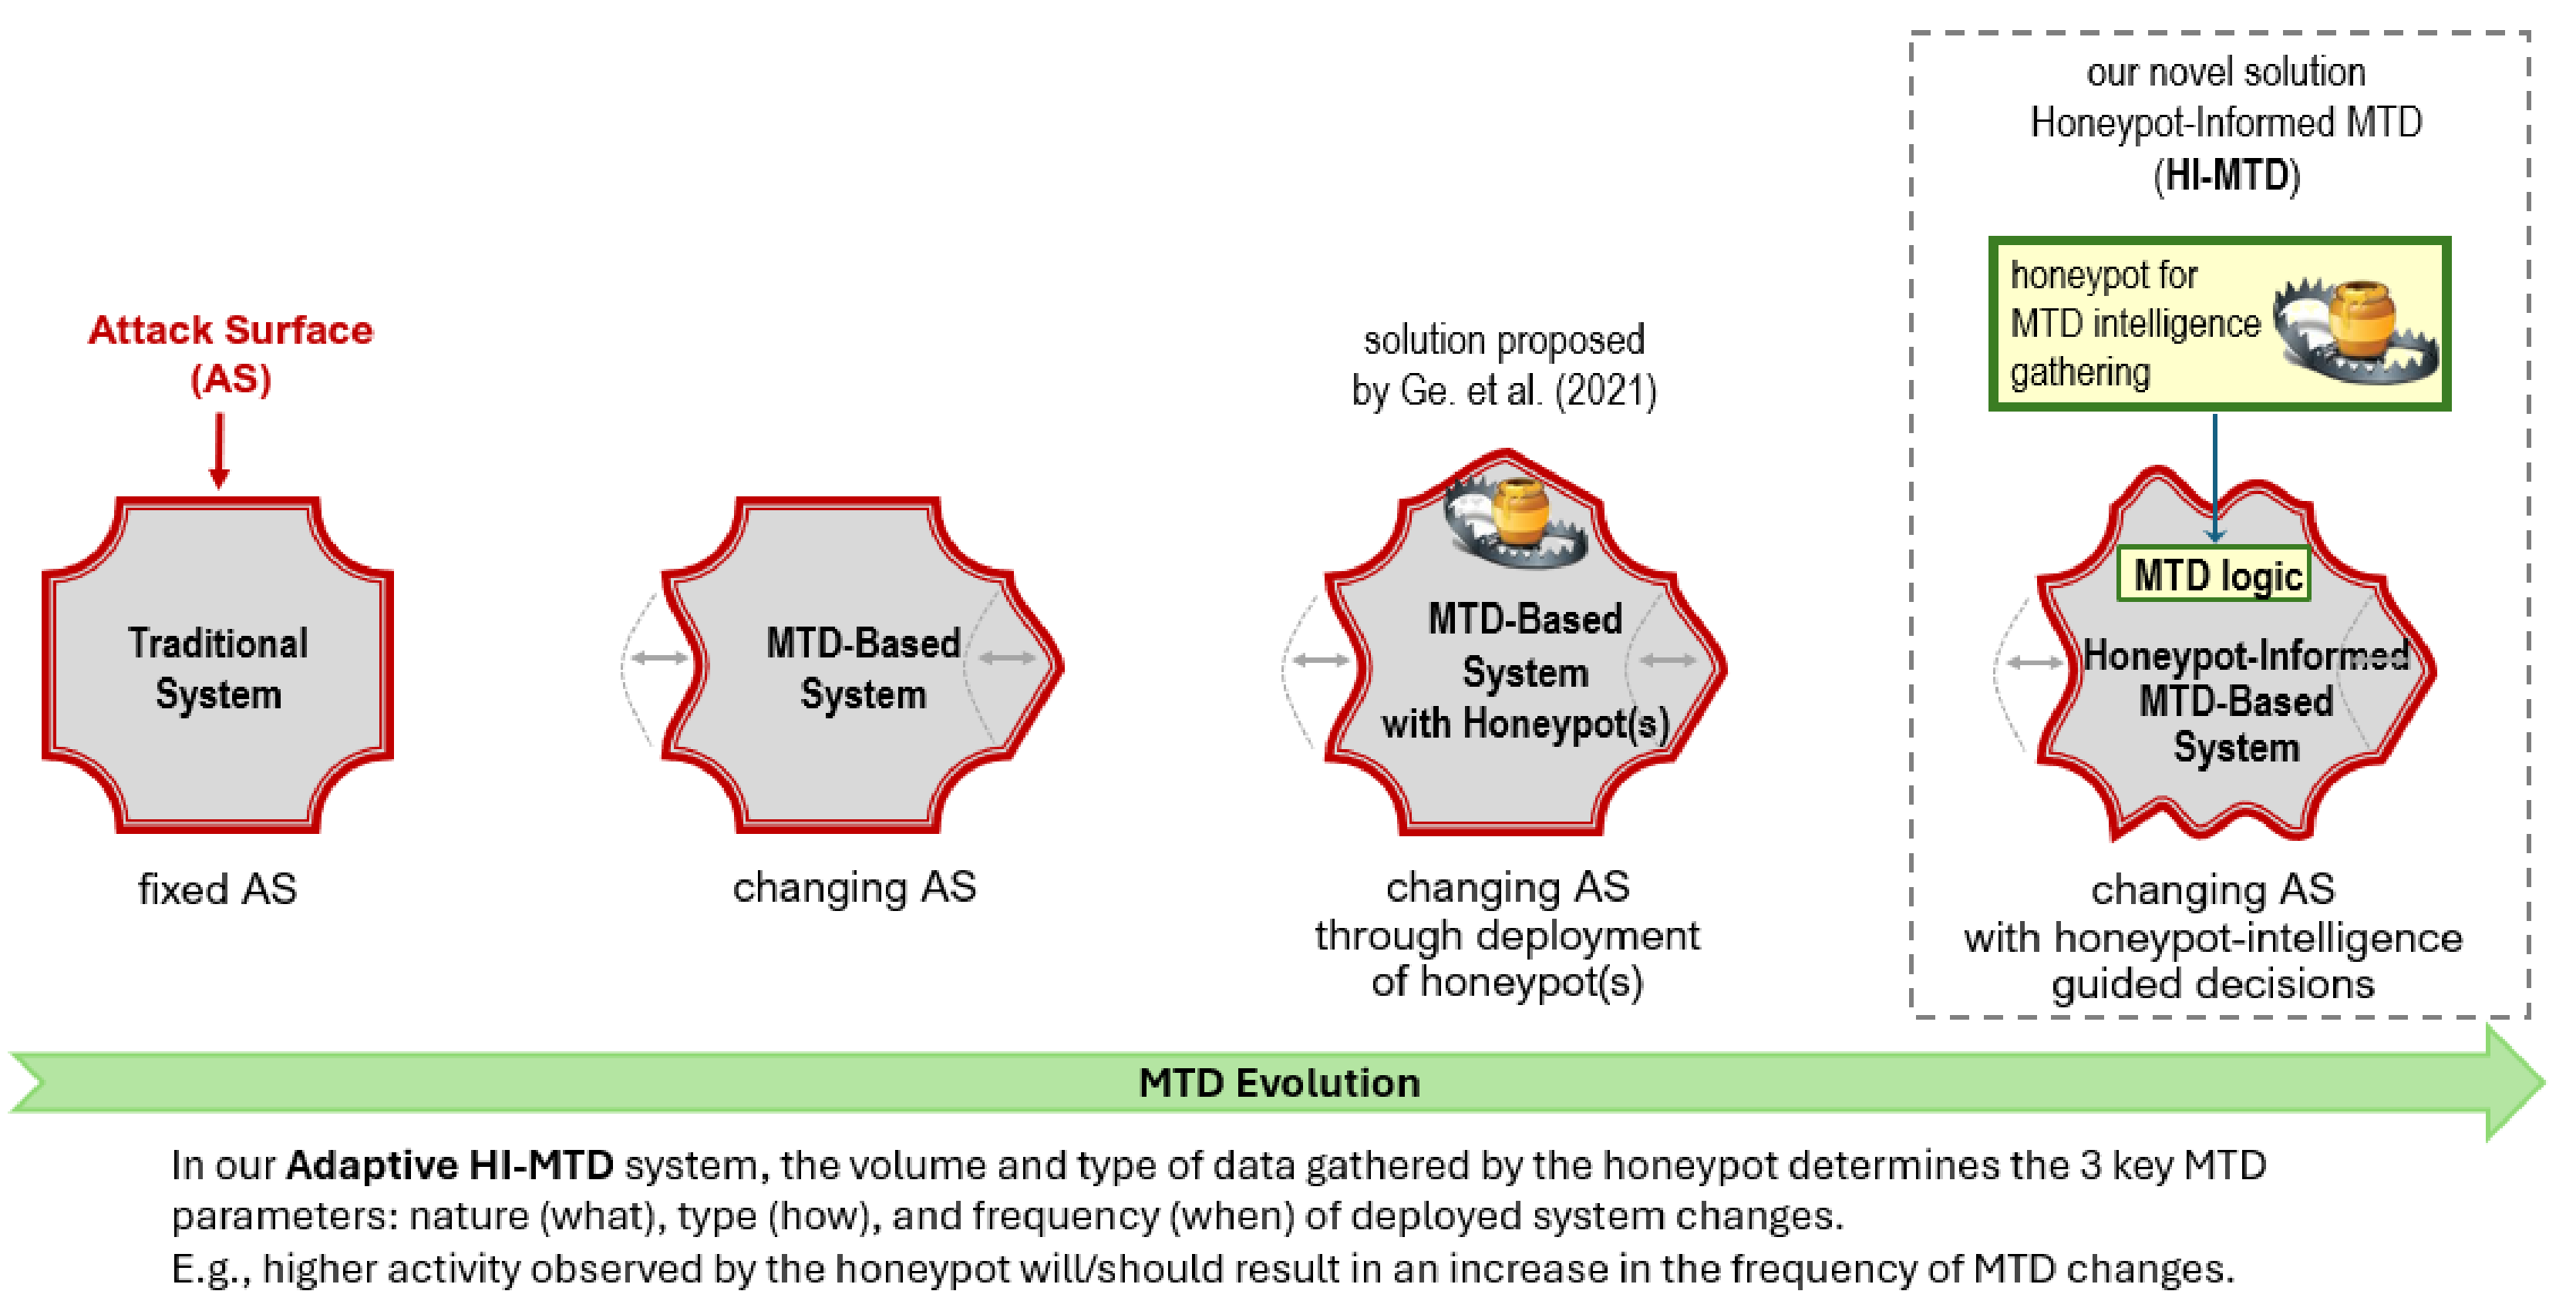 Attack Surface
(AS)
Traditional
System
fixed AS
MTD-Based
System
changing AS
solution proposed
by Ge. et al. (2021)
MTD-Based
System
with Honeypot(s)
changing AS
through deployment
of honeypot(s)
our novel solution
Honeypot-Informed MTD
(HI-MTD)
honeypot for
MTD intelligence
gathering
MTD logic
Honeypot-Informed
MTD-Based
System
changing AS
with honeypot-intelligence
guided decisions
MTD Evolution
In our Adaptive HI-MTD system, the volume and type of data gathered by the honeypot determines the 3 key MTD
parameters: nature (what), type (how), and frequency (when) of deployed system changes.
E.g., higher activity observed by the honeypot will/should result in an increase in the frequency of MTD changes.